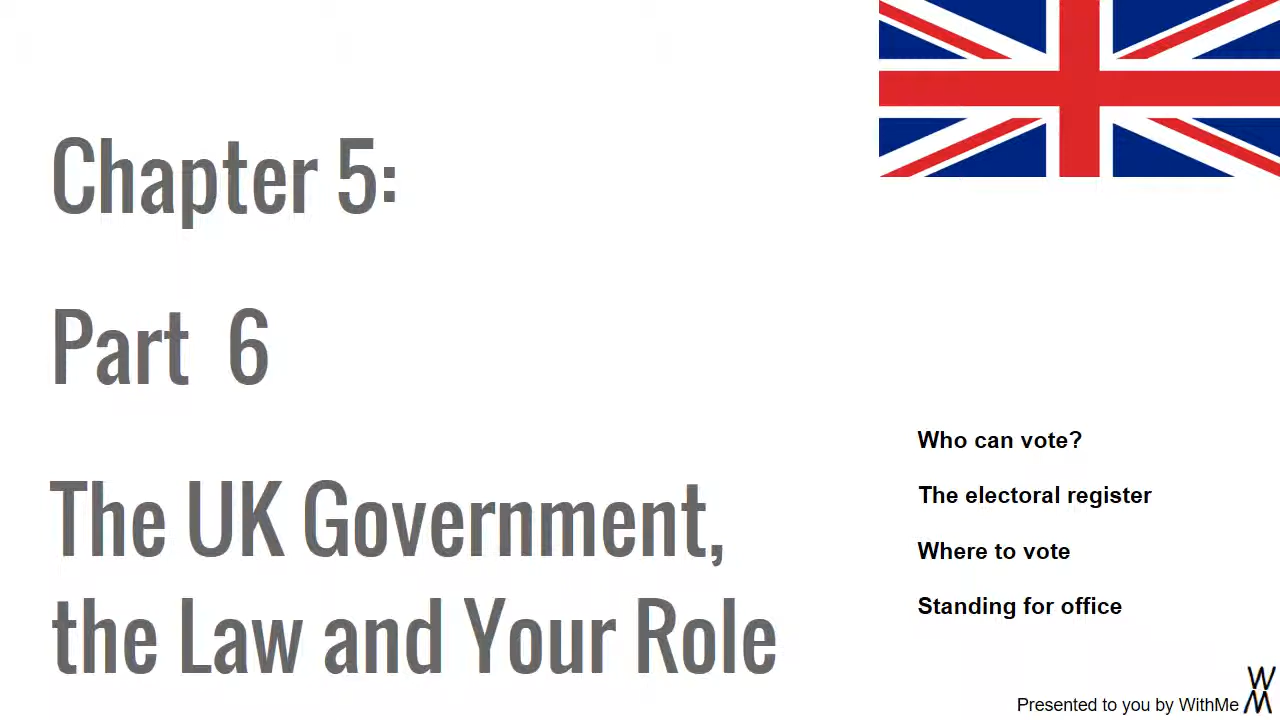 Chapter 5:
Part 6
The UK Government,
the Law and Your Role
Who can vote?
The electoral register
Where to vote
Standing for office
Presented to you by WithMe
W
M